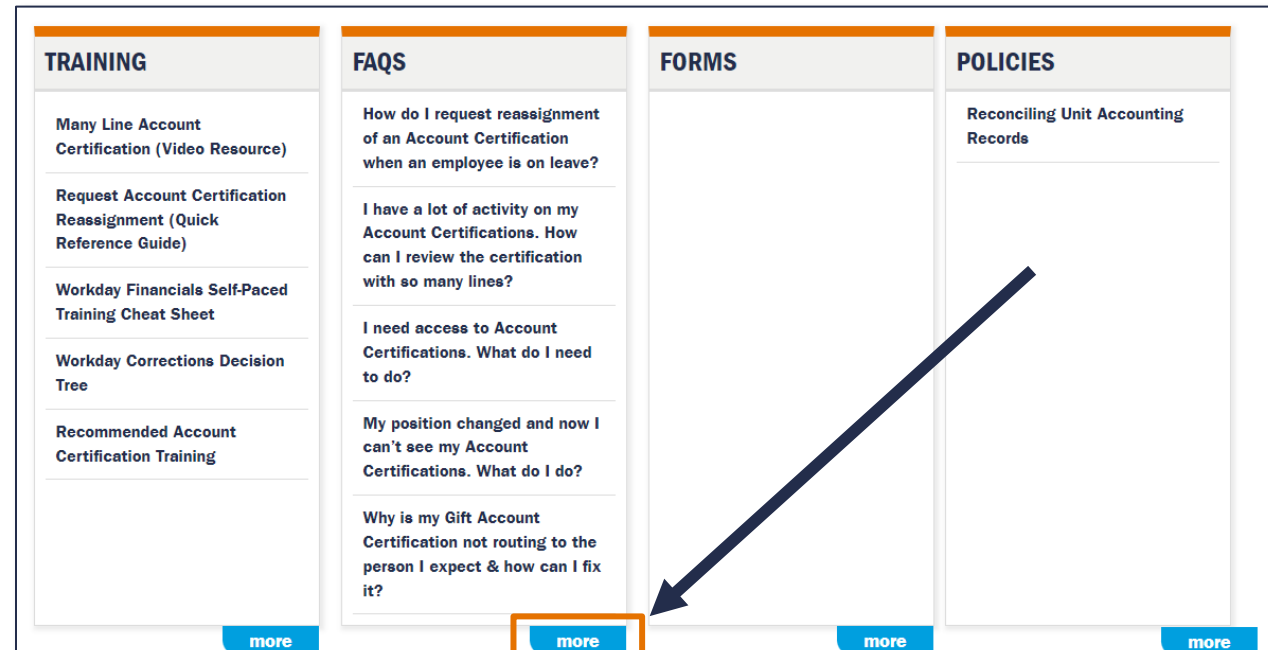 TRAINING
Many Line Account
Certification (Video Resource)
Request Account Certification
Reassignment (Quick
Reference Guide)
Workday Financials Self-Paced
Training Cheat Sheet
Workday Corrections Decision
Tree
Recommended Account
Certification Training
more
FAQS
How do I request reassignment
of an Account Certification
when an employee is on leave?
I have a lot of activity on my
Account Certifications. How
can I review the certification
with so many lines?
I need access to Account
Certifications. What do I need
to do?
My position changed and now I
can't see my Account
Certifications. What do I do?
Why is my Gift Account
Certification not routing to the
person I expect & how can I fix
it?
more
FORMS
more
POLICIES
Reconciling Unit Accounting
Records
more